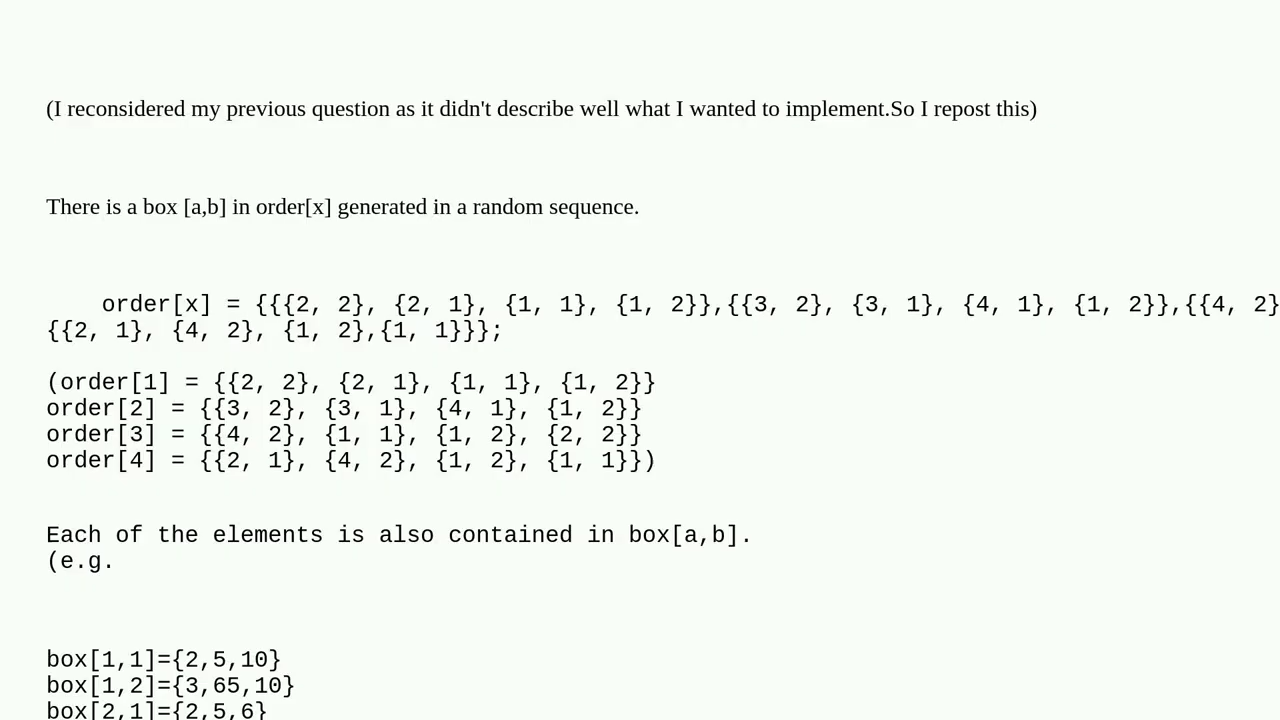 (I reconsidered my previous question as it didn't describe well what I wanted to implement.So I repost this)
There is a box [a,b] in order[x] generated in a random sequence.
order[x] = {{{2, 2}, {2, 1}, {1, 1}, {1, 2}},{{3, 2}, {3, 1}, {4, 1}, {1, 2}},{{4, 2}
{{2, 1}, {4, 2}, {1, 2},{1, 1}}};
(order[1] = {{2, 2}, {2, 1}, {1, 1}, {1, 2}}
order[2] = {{3, 2}, {3, 1}, {4, 1}, {1, 2}}
order[3] = {{4, 2}, {1, 1}, {1, 2}, {2, 2}}
order[4] = {{2, 1}, {4, 2}, {1, 2}, {1, 1}})
Each of the elements is also contained in box[a,b].
(e.g.
box[1,1]={2,5,10}
box[1,2]={3,65,10}
box[2,1]={2,5,6}